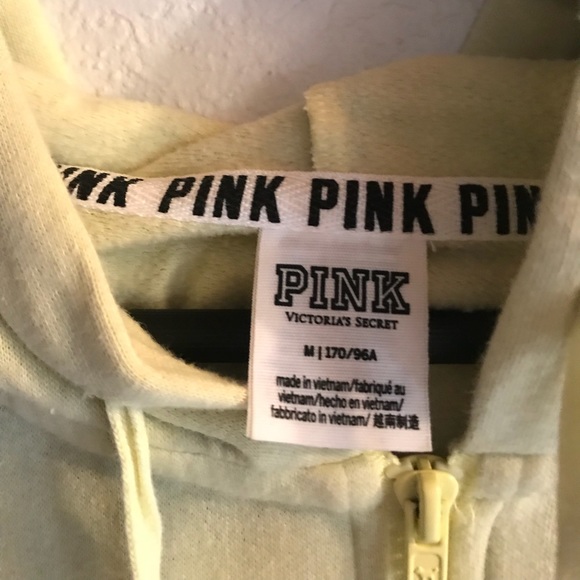 PINK PINK PINK PIN
PINK
VICTORIA'S SECRET
M | 170/96A
made in vietnam/fabriqué au
vietnam/hecho en vietnam/
fabbricato in vietnam/ 越南制造